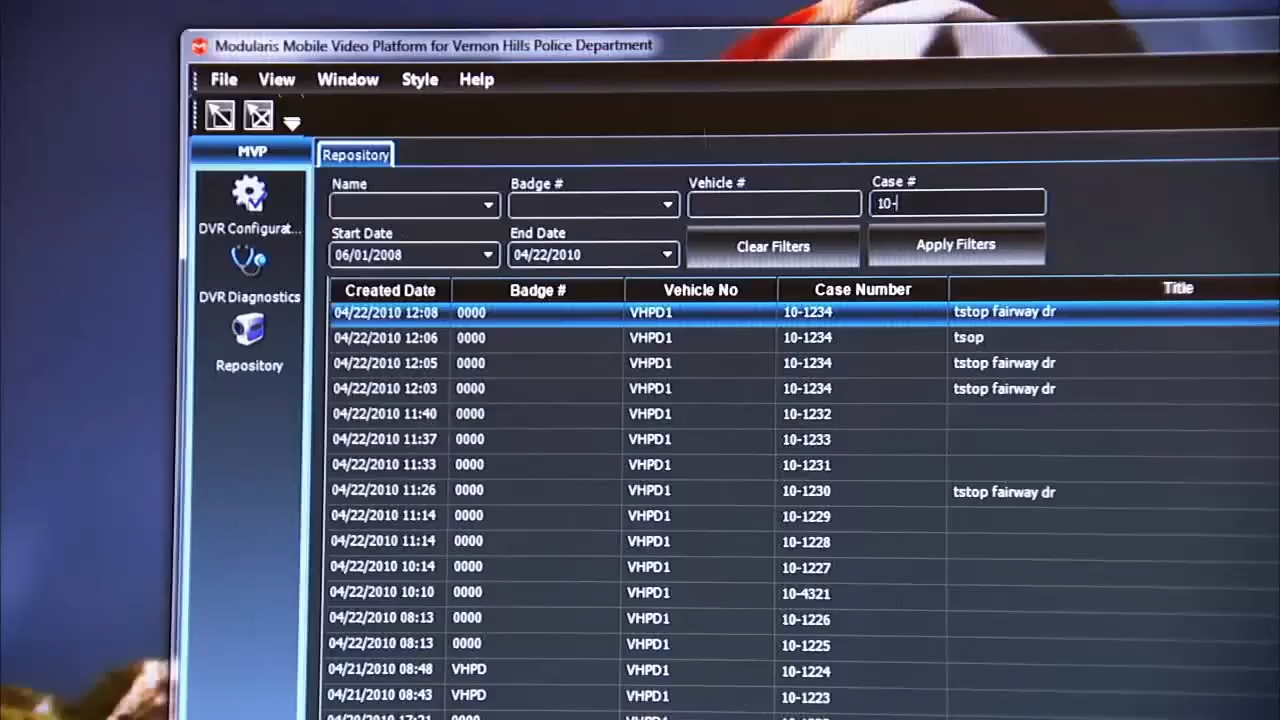 Modularis Mobile Video Platform for Vernon Hills Police Department
File View Window Style Help
MVP
Repository
DVR Configurat...
DVR Diagnostics
Repository
Name Badge # Vehicle # Case #
10-
Start Date End Date
06/01/2008 04/22/2010 Clear Filters Apply Filters
Created Date Badge # Vehicle No Case Number Title
04/22/2010 12:08 0000 VHPD1 10-1234 tstop fairway dr
04/22/2010 12:06 0000 VHPD1 10-1234 tsop
04/22/2010 12:05 0000 VHPD1 10-1234 tstop fairway dr
04/22/2010 12:03 0000 VHPD1 10-1234 tstop fairway dr
04/22/2010 11:40 0000 VHPD1 10-1232
04/22/2010 11:37 0000 VHPD1 10-1233
04/22/2010 11:33 0000 VHPD1 10-1231
04/22/2010 11:26 0000 VHPD1 10-1230 tstop fairway dr
04/22/2010 11:14 0000 VHPD1 10-1229
04/22/2010 11:14 0000 VHPD1 10-1228
04/22/2010 10:14 0000 VHPD1 10-1227
04/22/2010 10:10 0000 VHPD1 10-4321
04/22/2010 08:13 0000 VHPD1 10-1226
04/22/2010 08:13 0000 VHPD1 10-1225
04/21/2010 08:48 VHPD VHPD1 10-1224
04/21/2010 08:43 VHPD VHPD1 10-1223